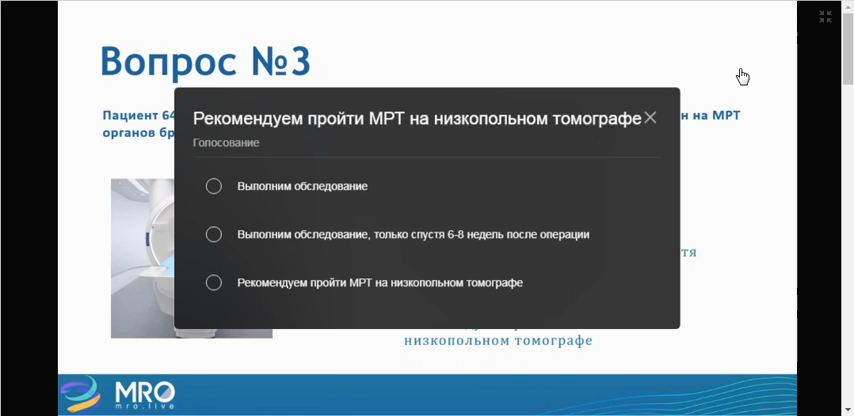 Вопрос №3
Пациент 64
н на МРТ
органов бр
Рекомендуем пройти МРТ на низкопольном томографе
Голосование
Выполним обследование
Выполним обследование, только спустя 6-8 недель после операции
Рекомендуем пройти МРТ на низкопольном томографе
тя
низкопольном томографе
MRO
mro.live